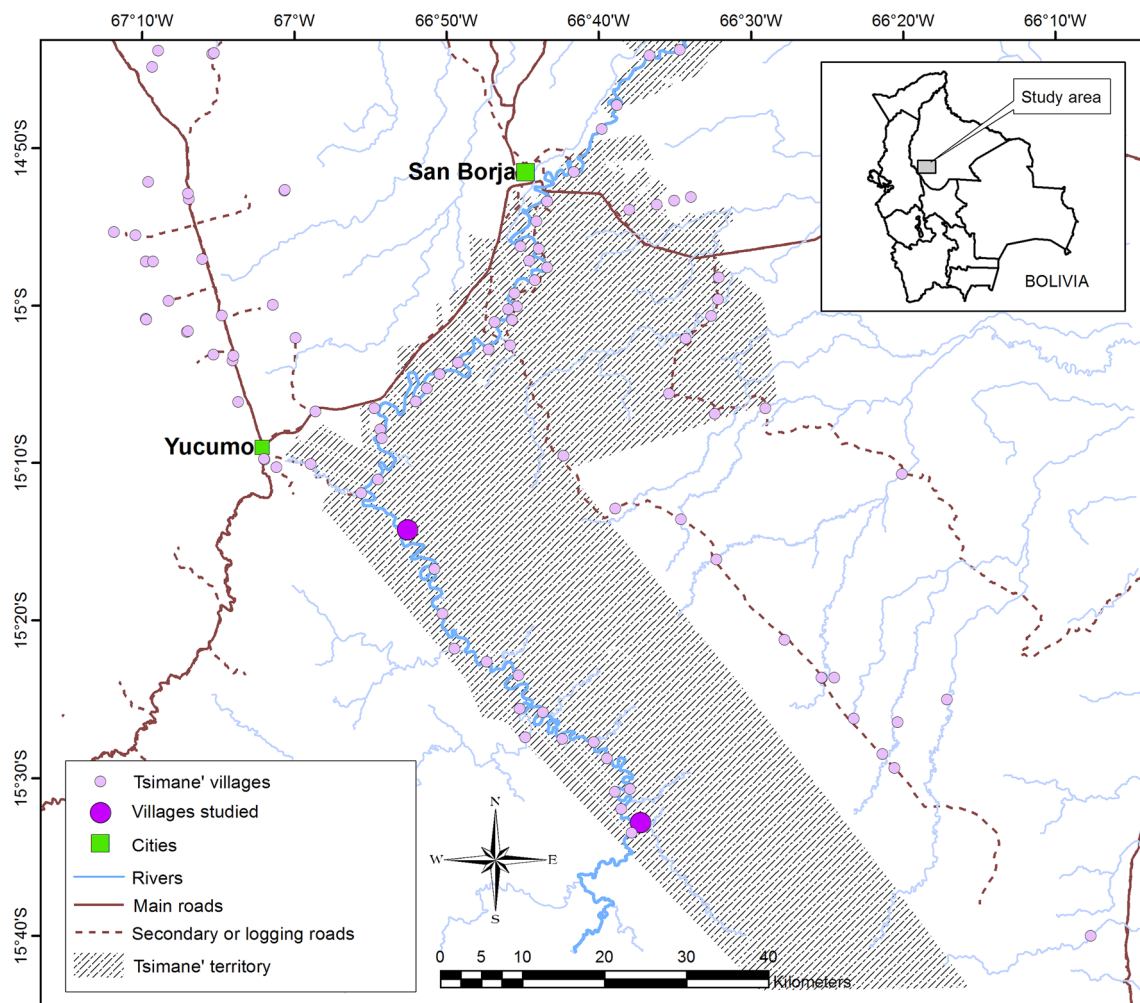 67°10'W 67°0'W 66°50'W 66°40'W 66°30'W 66°20'W 66°10'W
14°50'S
15°0'S
15°10'S
15°20'S
15°30'S
15°40'S
Study area
BOLIVIA
San Borja
Yucumo
Tsimane' villages
Villages studied
Cities
Rivers
Main roads
Secondary or logging roads
Tsimane' territory
N
W E
S
0 5 10 20 30 40
Kilometers